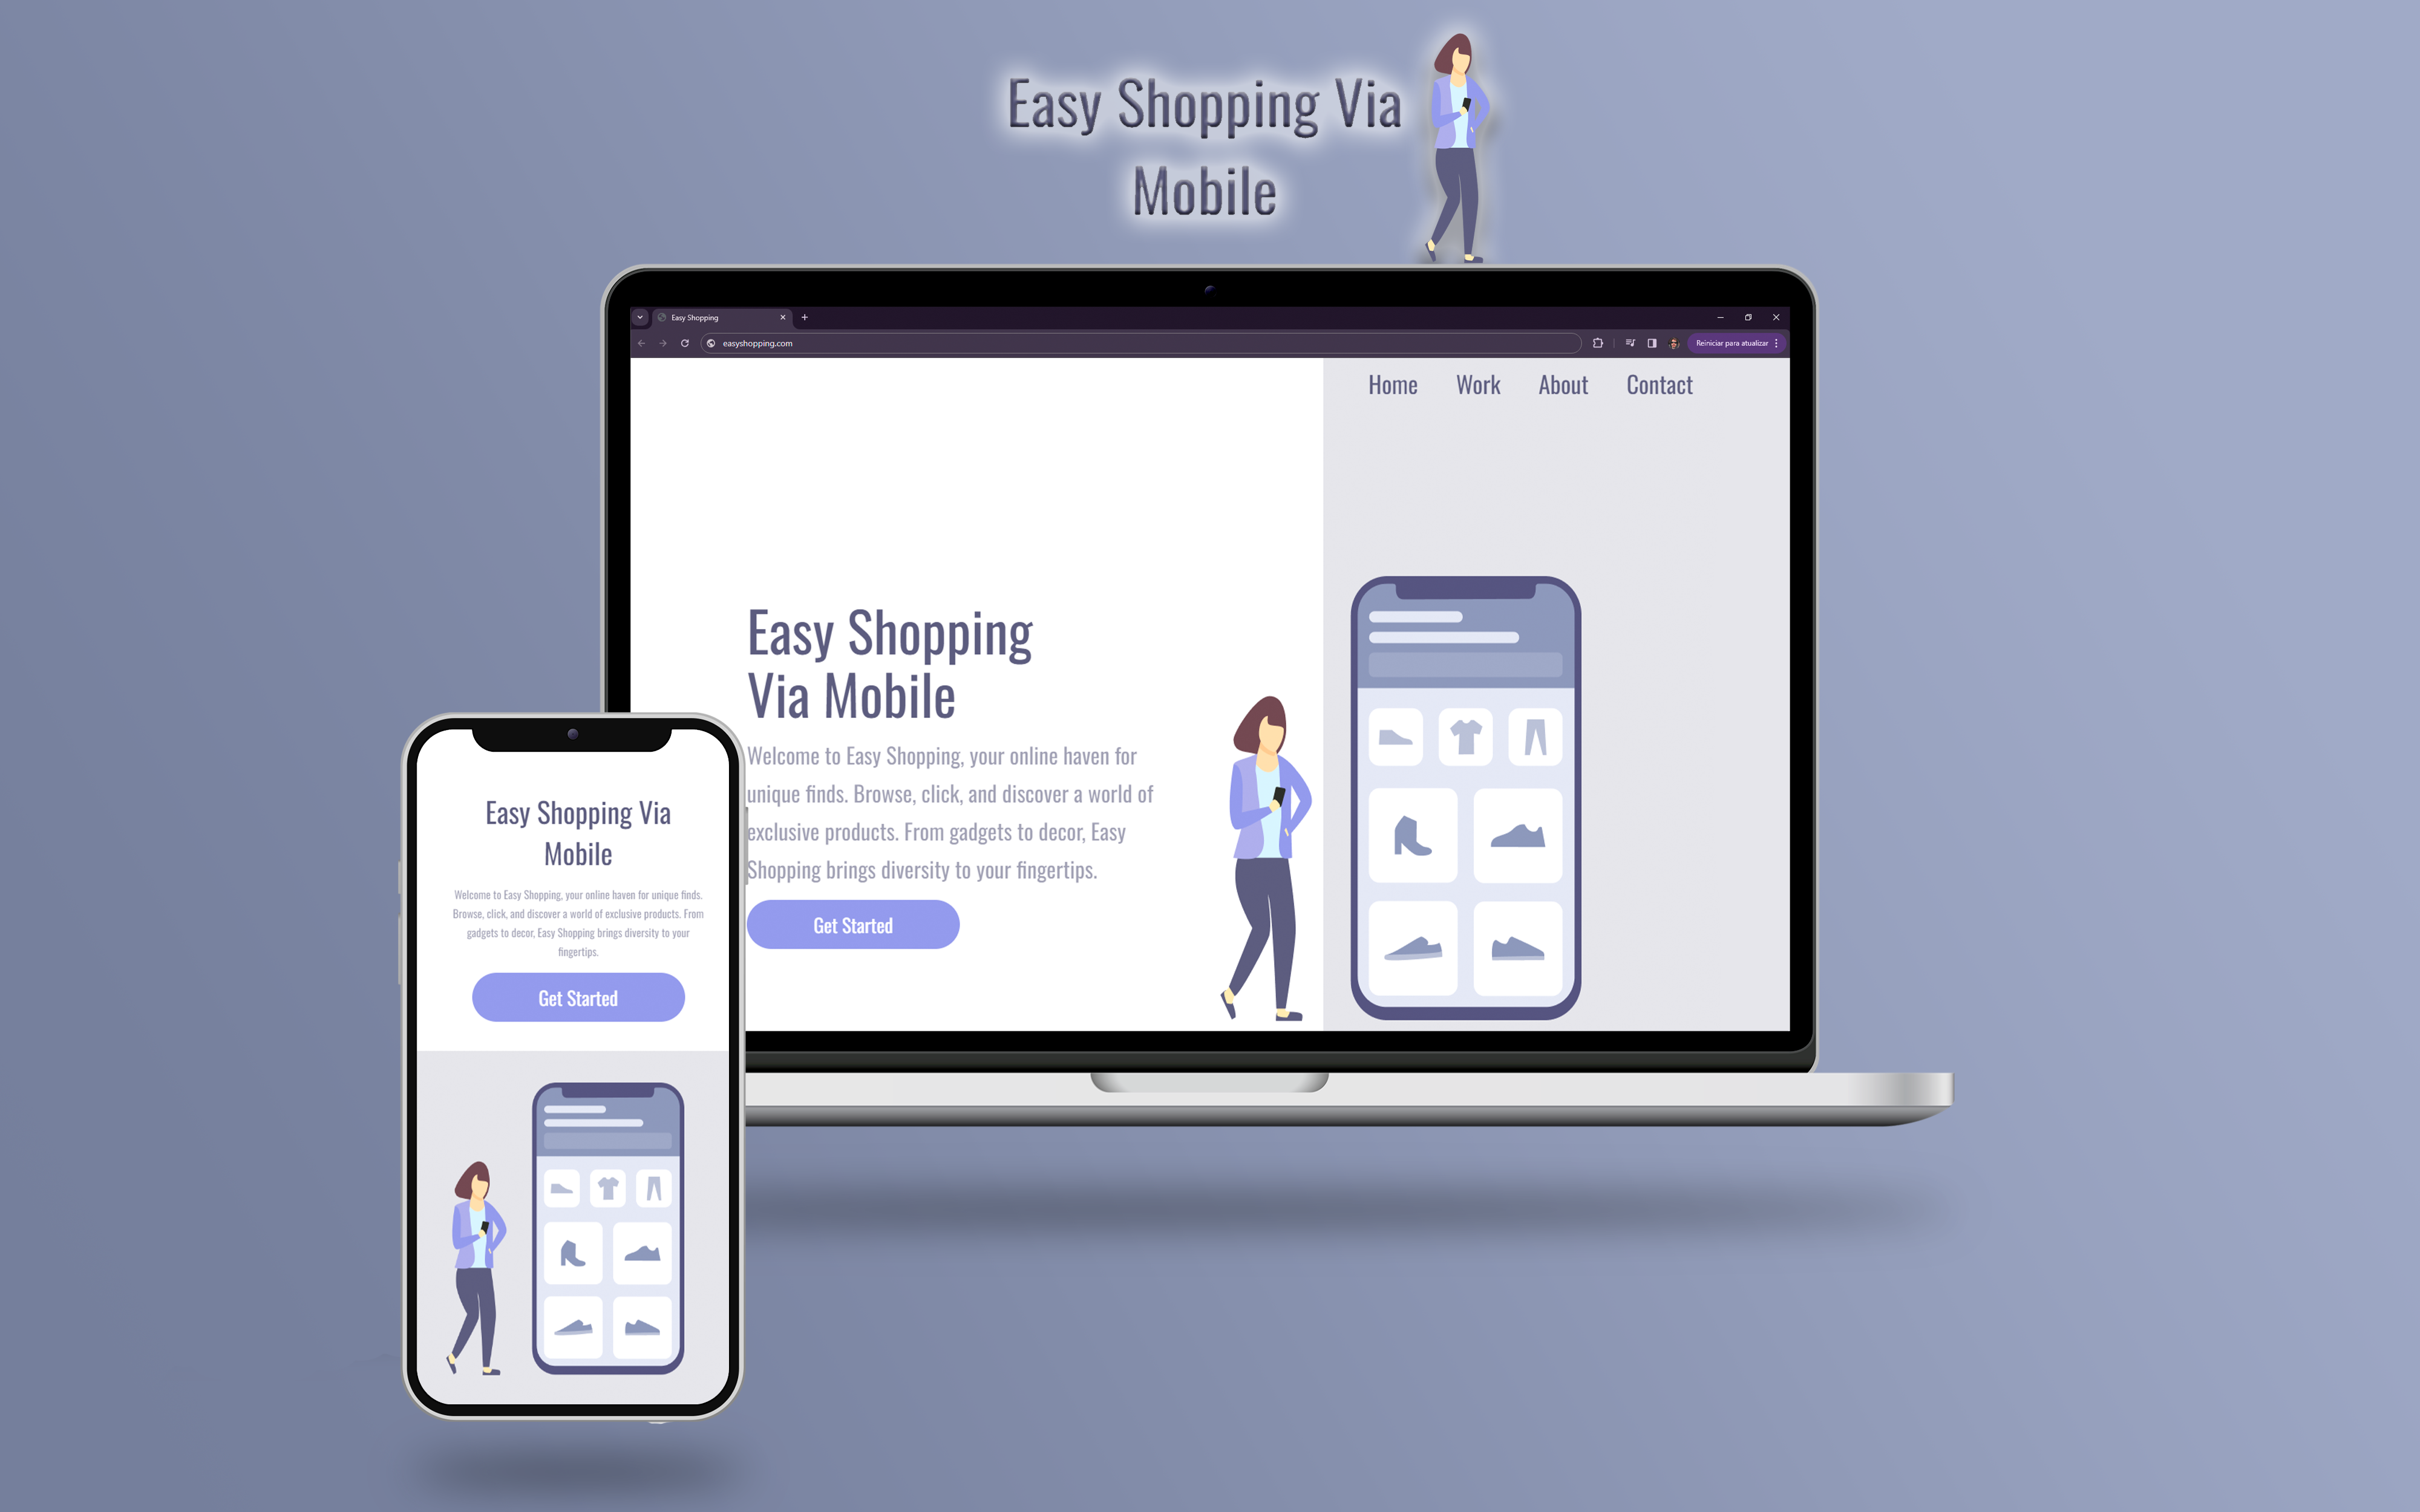 Easy Shopping Via
Mobile
Easy Shopping
easyshopping.com
Reiniciar para atualizar
Home Work About Contact
Easy Shopping
Via Mobile
Welcome to Easy Shopping, your online haven for
unique finds. Browse, click, and discover a world of
exclusive products. From gadgets to decor, Easy
Shopping brings diversity to your fingertips.
Get Started
Easy Shopping Via
Mobile
Welcome to Easy Shopping, your online haven for unique finds.
Browse, click, and discover a world of exclusive products. From
gadgets to decor, Easy Shopping brings diversity to your
fingertips.
Get Started